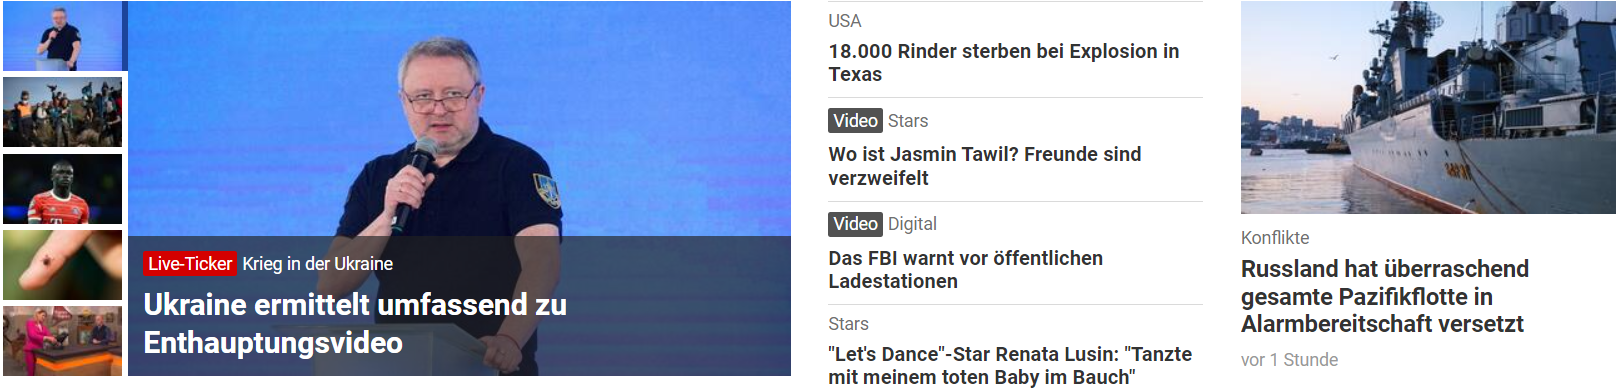 Live-Ticker Krieg in der Ukraine
Ukraine ermittelt umfassend zu
Enthauptungsvideo
USA
18.000 Rinder sterben bei Explosion in
Texas
Video Stars
Wo ist Jasmin Tawil? Freunde sind
verzweifelt
Video Digital
Das FBI warnt vor öffentlichen
Ladestationen
Stars
"Let's Dance"-Star Renata Lusin: "Tanzte
mit meinem toten Baby im Bauch"
Konflikte
Russland hat überraschend
gesamte Pazifikflotte in
Alarmbereitschaft versetzt
vor 1 Stunde